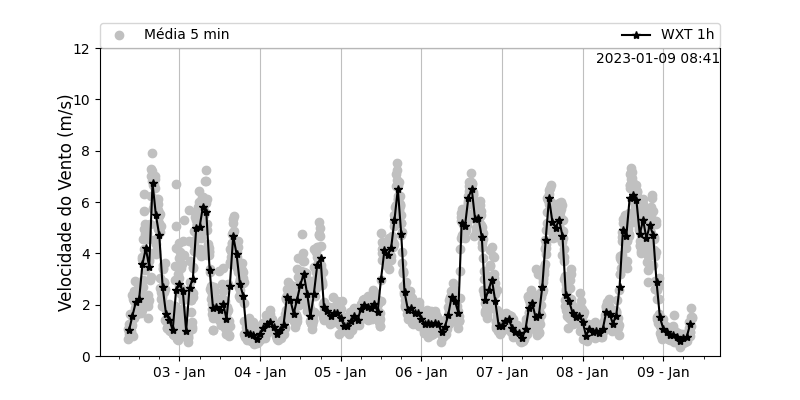 Média 5 min
WXT 1h
2023-01-09 08:41
Velocidade do Vento (m/s)
12
10
8
6
4
2
0
03 - Jan
04 - Jan
05 - Jan
06 - Jan
07 - Jan
08 - Jan
09 - Jan